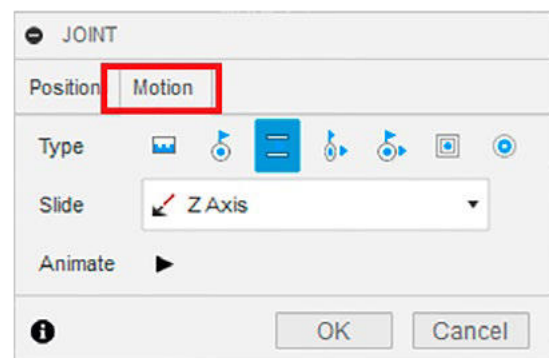 JOINT
Position Motion
Type
Slide Z Axis
Animate
OK Cancel